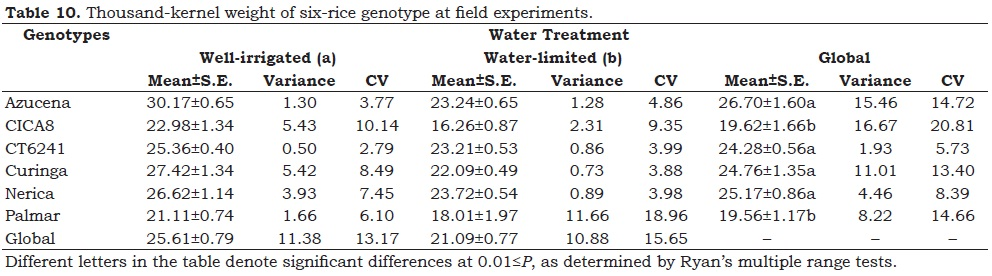 Table 10. Thousand-kernel weight of six-rice genotype at field experiments.
Genotypes Water Treatment
Well-irrigated (a) Water-limited (b) Global
Mean±S.E. Variance CV Mean±S.E. Variance CV Mean±S.E. Variance CV
Azucena 30.17±0.65 1.30 3.77 23.24±0.65 1.28 4.86 26.70±1.60a 15.46 14.72
CICA8 22.98±1.34 5.43 10.14 16.26±0.87 2.31 9.35 19.62±1.66b 16.67 20.81
CT6241 25.36±0.40 0.50 2.79 23.21±0.53 0.86 3.99 24.28±0.56a 1.93 5.73
Curinga 27.42±1.34 5.42 8.49 22.09±0.49 0.73 3.88 24.76±1.35a 11.01 13.40
Nerica 26.62±1.14 3.93 7.45 23.72±0.54 0.89 3.98 25.17±0.86a 4.46 8.39
Palmar 21.11±0.74 1.66 6.10 18.01±1.97 11.66 18.96 19.56±1.17b 8.22 14.66
Global 25.61±0.79 11.38 13.17 21.09±0.77 10.88 15.65 – – –
Different letters in the table denote significant differences at 0.01≤P, as determined by Ryan's multiple range tests.